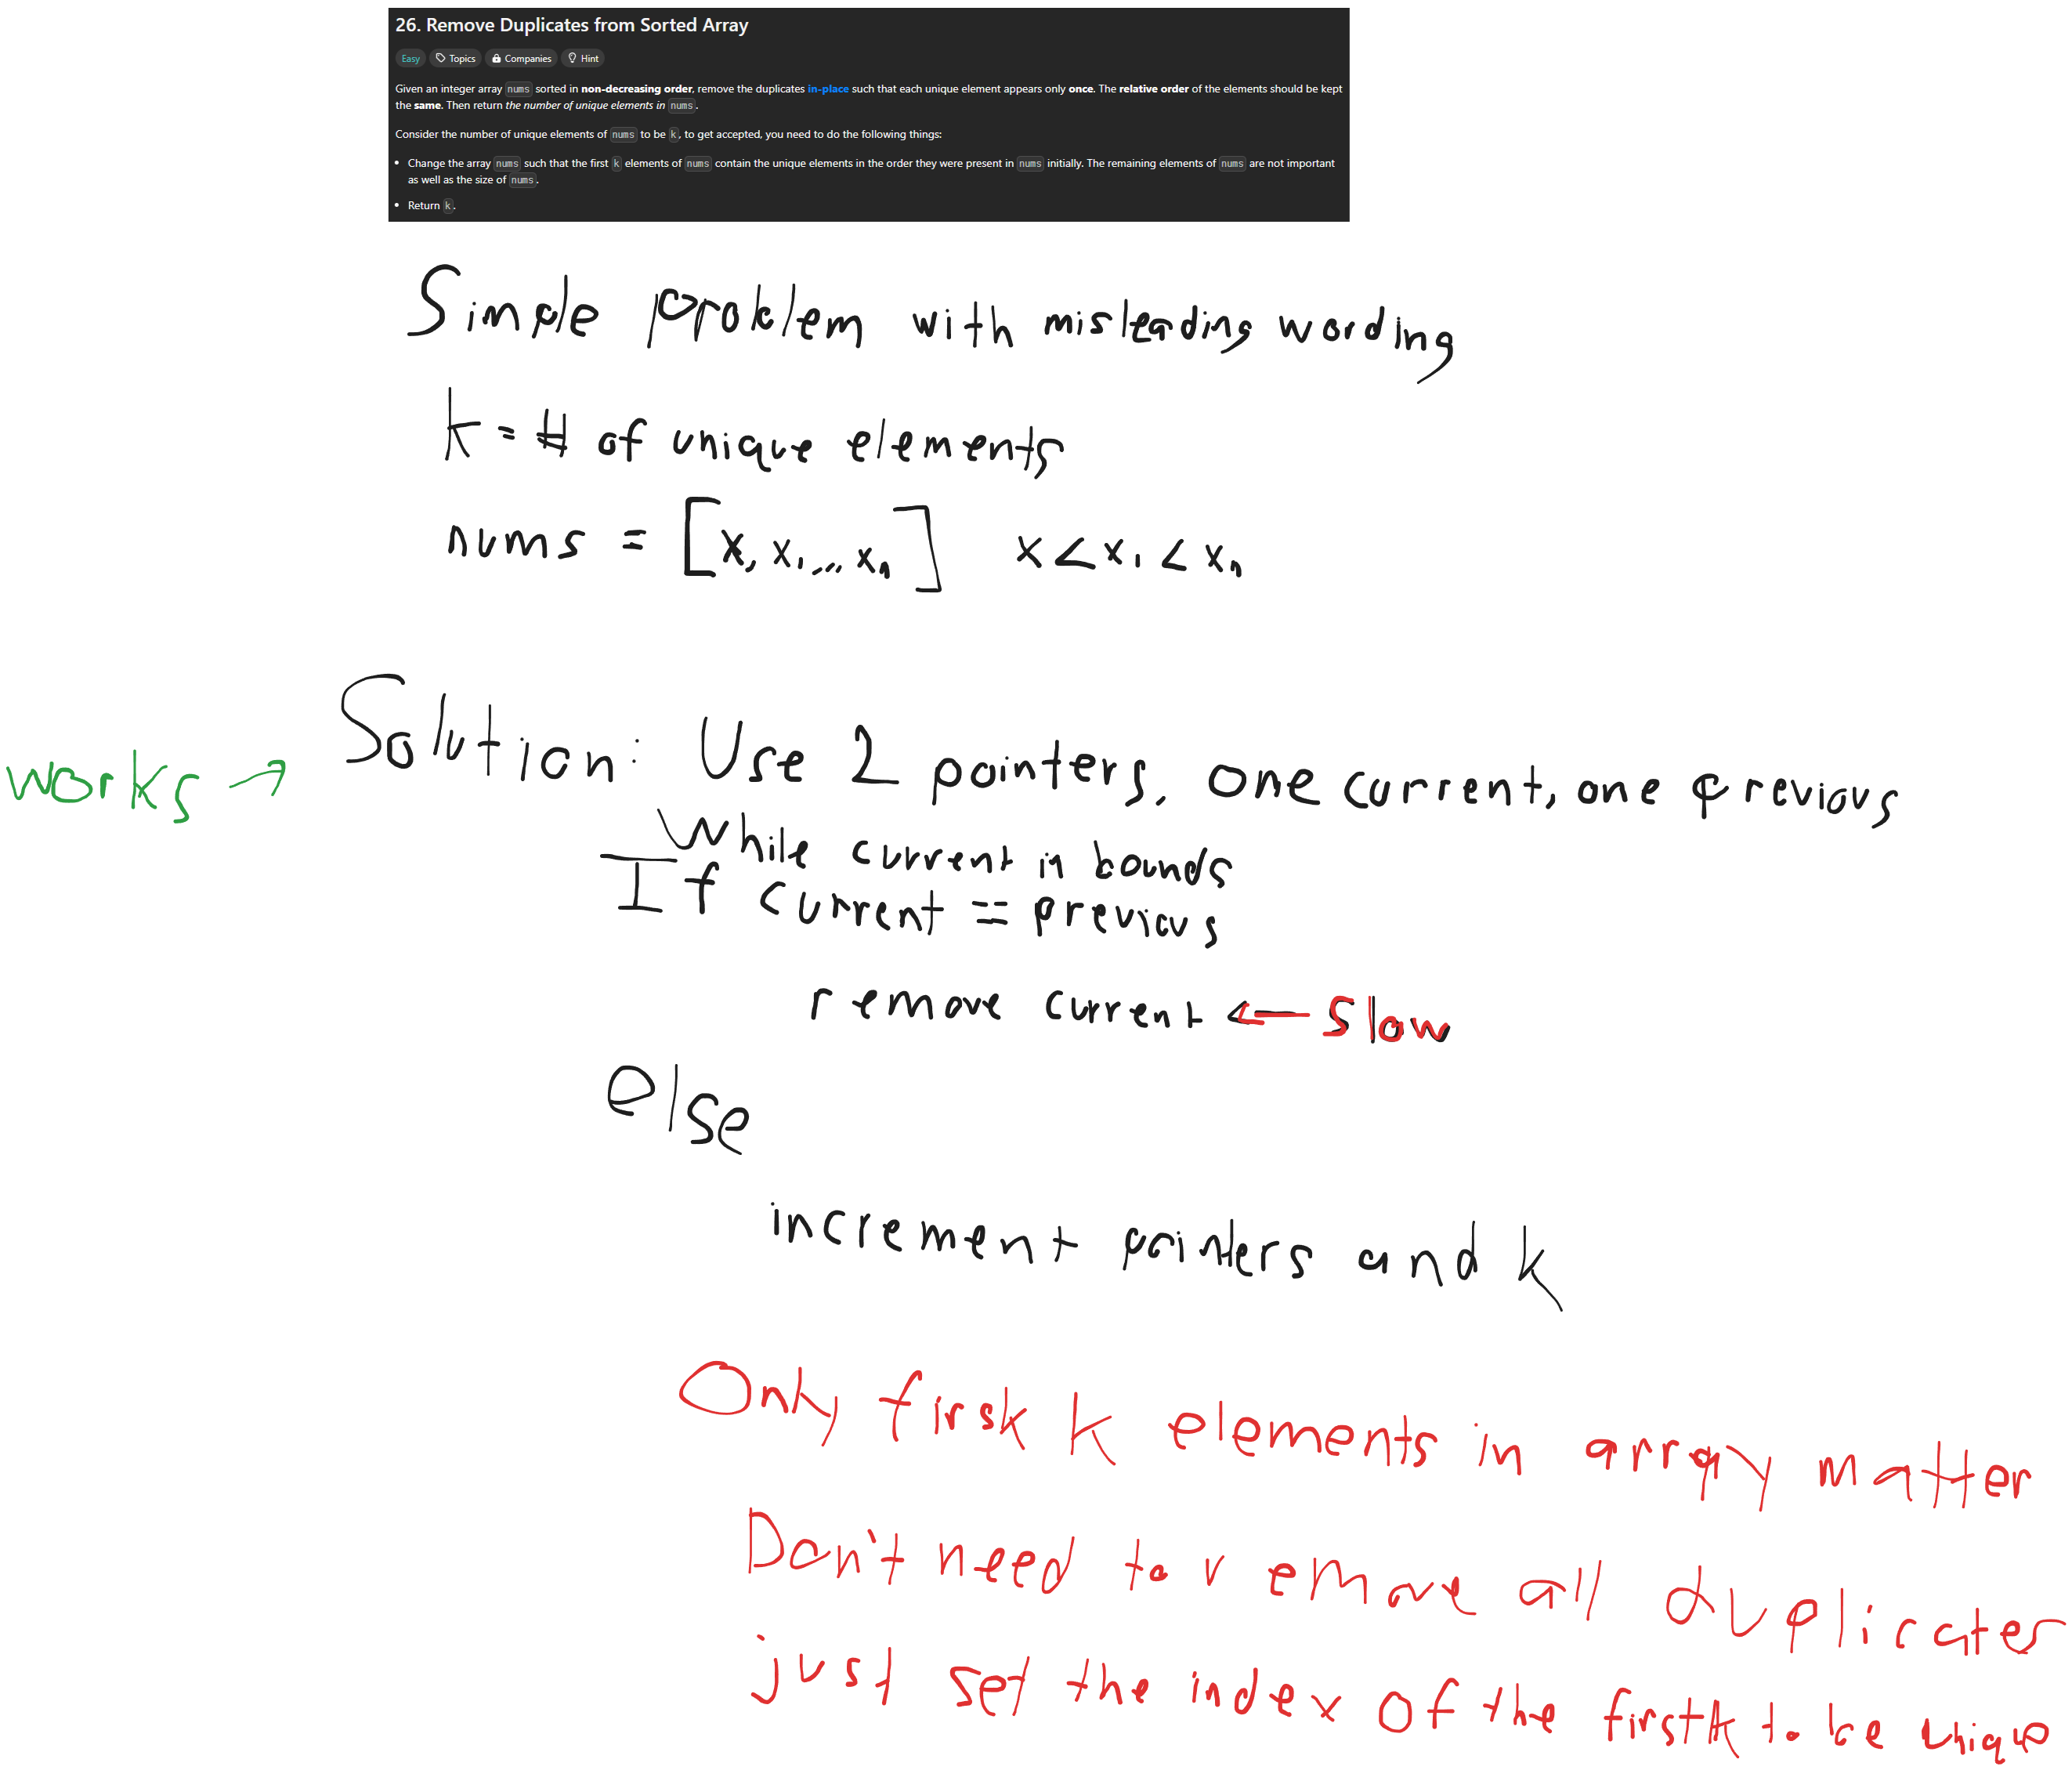 26. Remove Duplicates from Sorted Array
Easy Topics Companies Hint
Given an integer array nums sorted in non-decreasing order, remove the duplicates in-place such that each unique element appears only once. The relative order of the elements should be kept
the same. Then return the number of unique elements in nums.
Consider the number of unique elements of nums to be k, to get accepted, you need to do the following things:
• Change the array nums such that the first k elements of nums contain the unique elements in the order they were present in nums initially. The remaining elements of nums are not important
as well as the size of nums.
• Return k.
Simple problem with misleading wording
k = # of unique elements
nums = [x, x₁, ... xₙ] x < x₁ < xₙ
works → Solution: Use 2 pointers, one current, one previous
While current in bounds
If current == previous
remove current ← Slow
else
increment pointers and k
Only firsk k elements in array matter
Don't need to remove all duplicates
just set the index of the first k to be unique